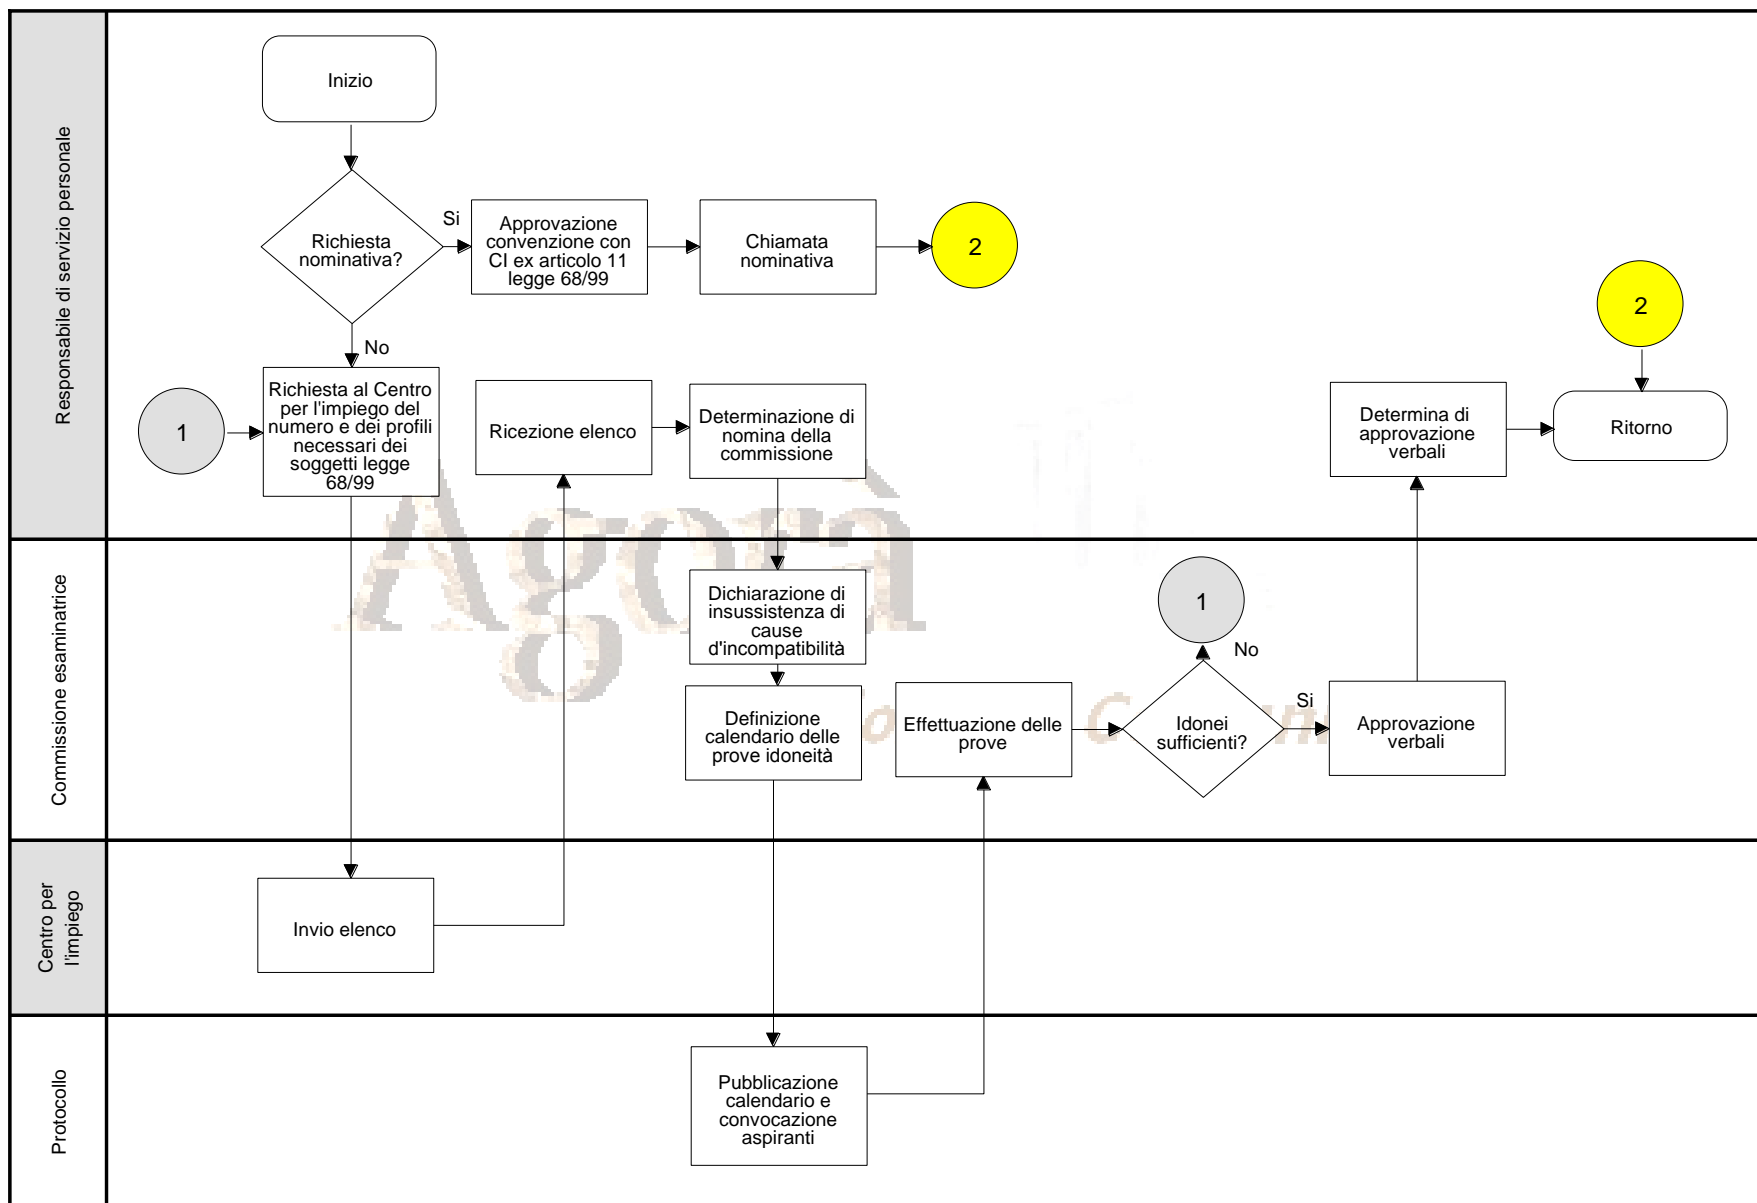 Responsabile di servizio personale
Inizio
Richiesta
nominativa?
Si
Approvazione
convenzione con
CI ex articolo 11
legge 68/99
Chiamata
nominativa
2
No
1
Richiesta al Centro
per l'impiego del
numero e dei profili
necessari dei
soggetti legge
68/99
Ricezione elenco
Determinazione di
nomina della
commissione
Determina di
approvazione
verbali
2
Ritorno
Agorà
Commissione esaminatrice
Dichiarazione di
insussistenza di
cause
d'incompatibilità
Definizione
calendario delle
prove idoneità
Effettuazione delle
prove
1
No
Idonei
sufficienti?
Si
Approvazione
verbali
Centro per
l'impiego
Invio elenco
Protocollo
Pubblicazione
calendario e
convocazione
aspiranti